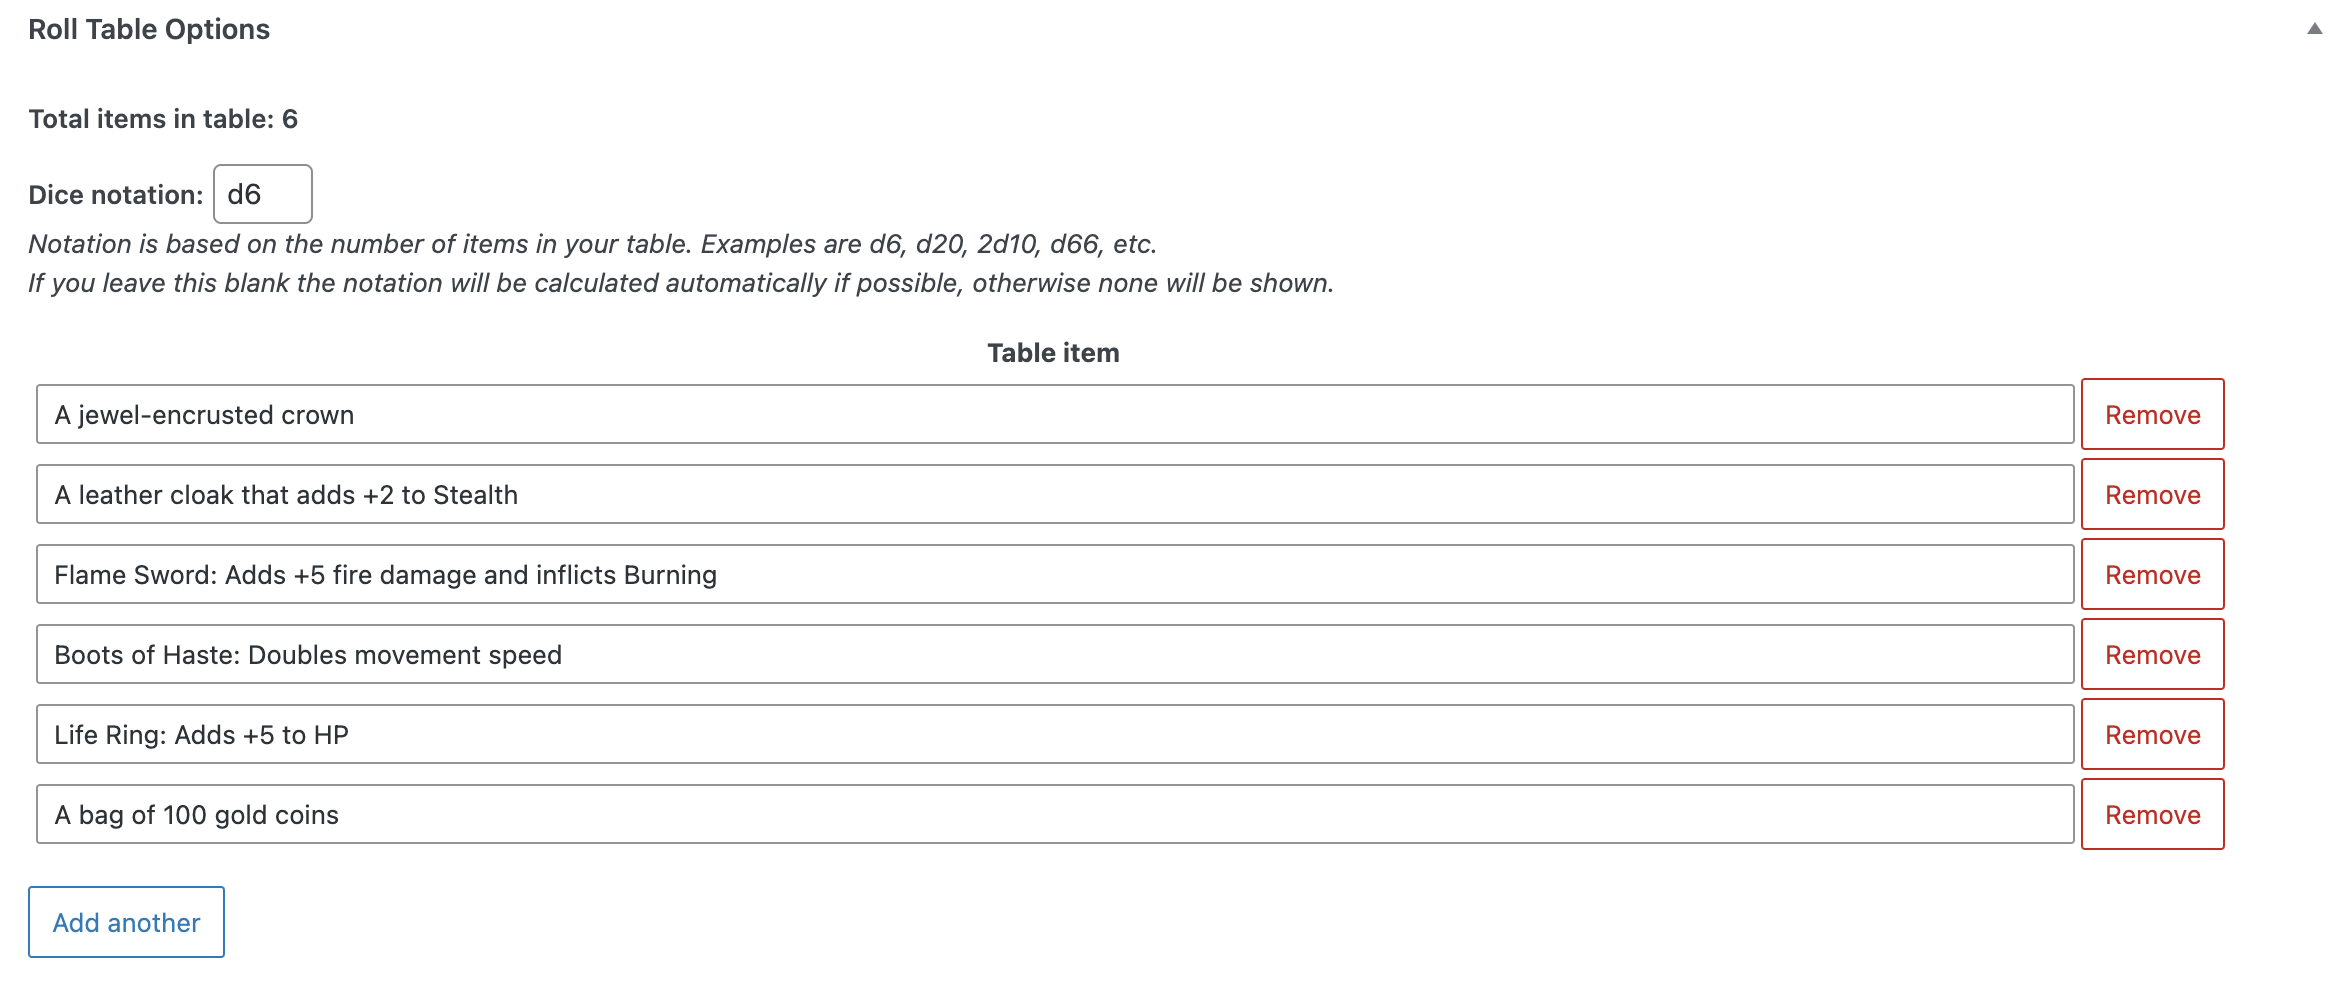 Roll Table Options
Total items in table: 6
Dice notation: d6
Notation is based on the number of items in your table. Examples are d6, d20, 2d10, d66, etc.
If you leave this blank the notation will be calculated automatically if possible, otherwise none will be shown.
Table item
A jewel-encrusted crown Remove
A leather cloak that adds +2 to Stealth Remove
Flame Sword: Adds +5 fire damage and inflicts Burning Remove
Boots of Haste: Doubles movement speed Remove
Life Ring: Adds +5 to HP Remove
A bag of 100 gold coins Remove
Add another